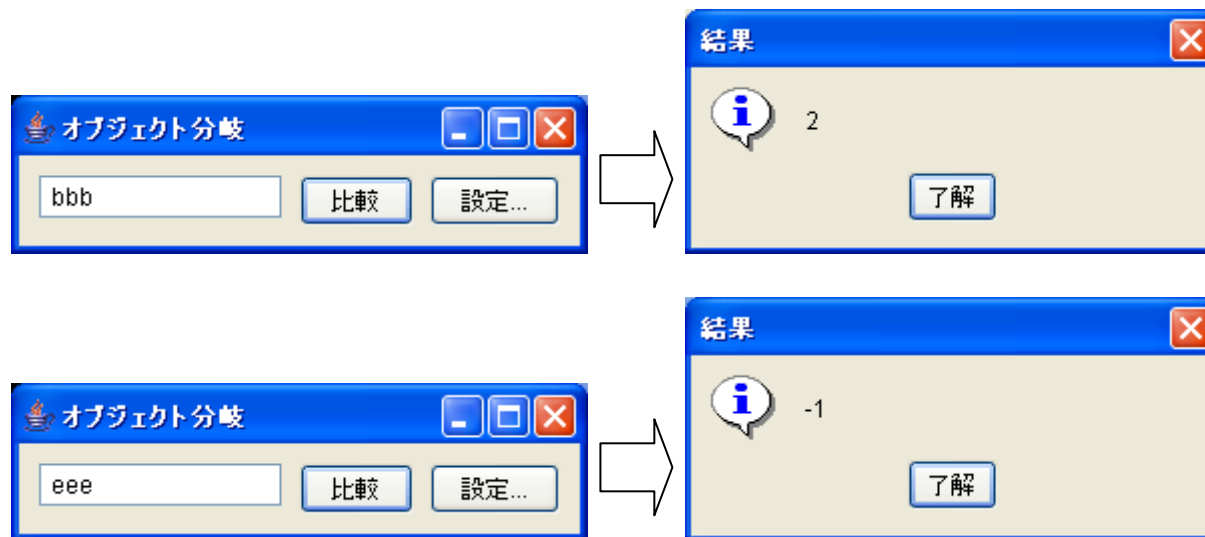 オブジェクト分岐
bbb
比較
設定...
結果
2
了解
オブジェクト分岐
eee
比較
設定...
結果
-1
了解